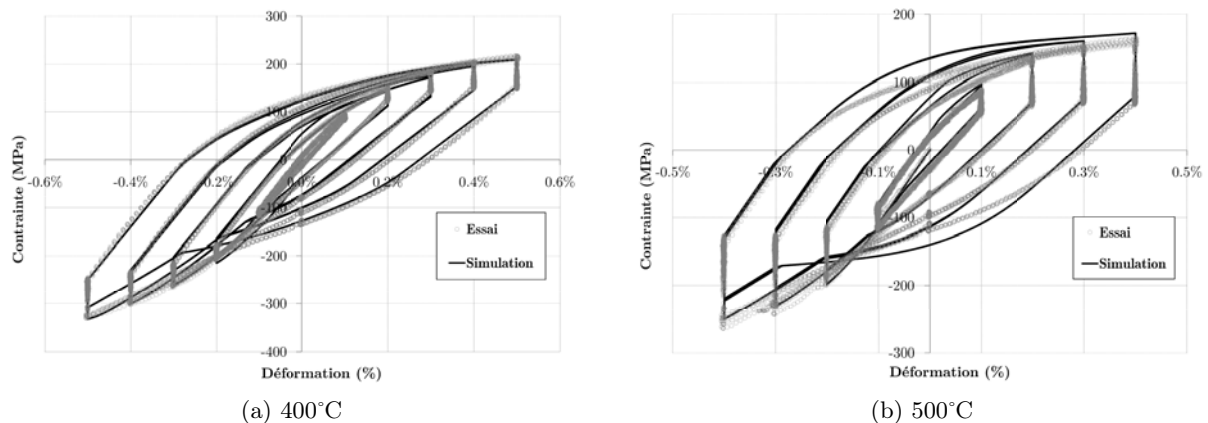 300
200
100
0
-100
-200
-300
-400
-0.6%
-0.4%
-0.2%
0.0%
0.2%
0.4%
0.6%
Contrainte (MPa)
Déformation (%)
Essai
Simulation
(a) 400°C
200
100
0
-100
-200
-300
-0.5%
-0.3%
-0.1%
0.1%
0.3%
0.5%
Contrainte (MPa)
Déformation (%)
Essai
Simulation
(b) 500°C